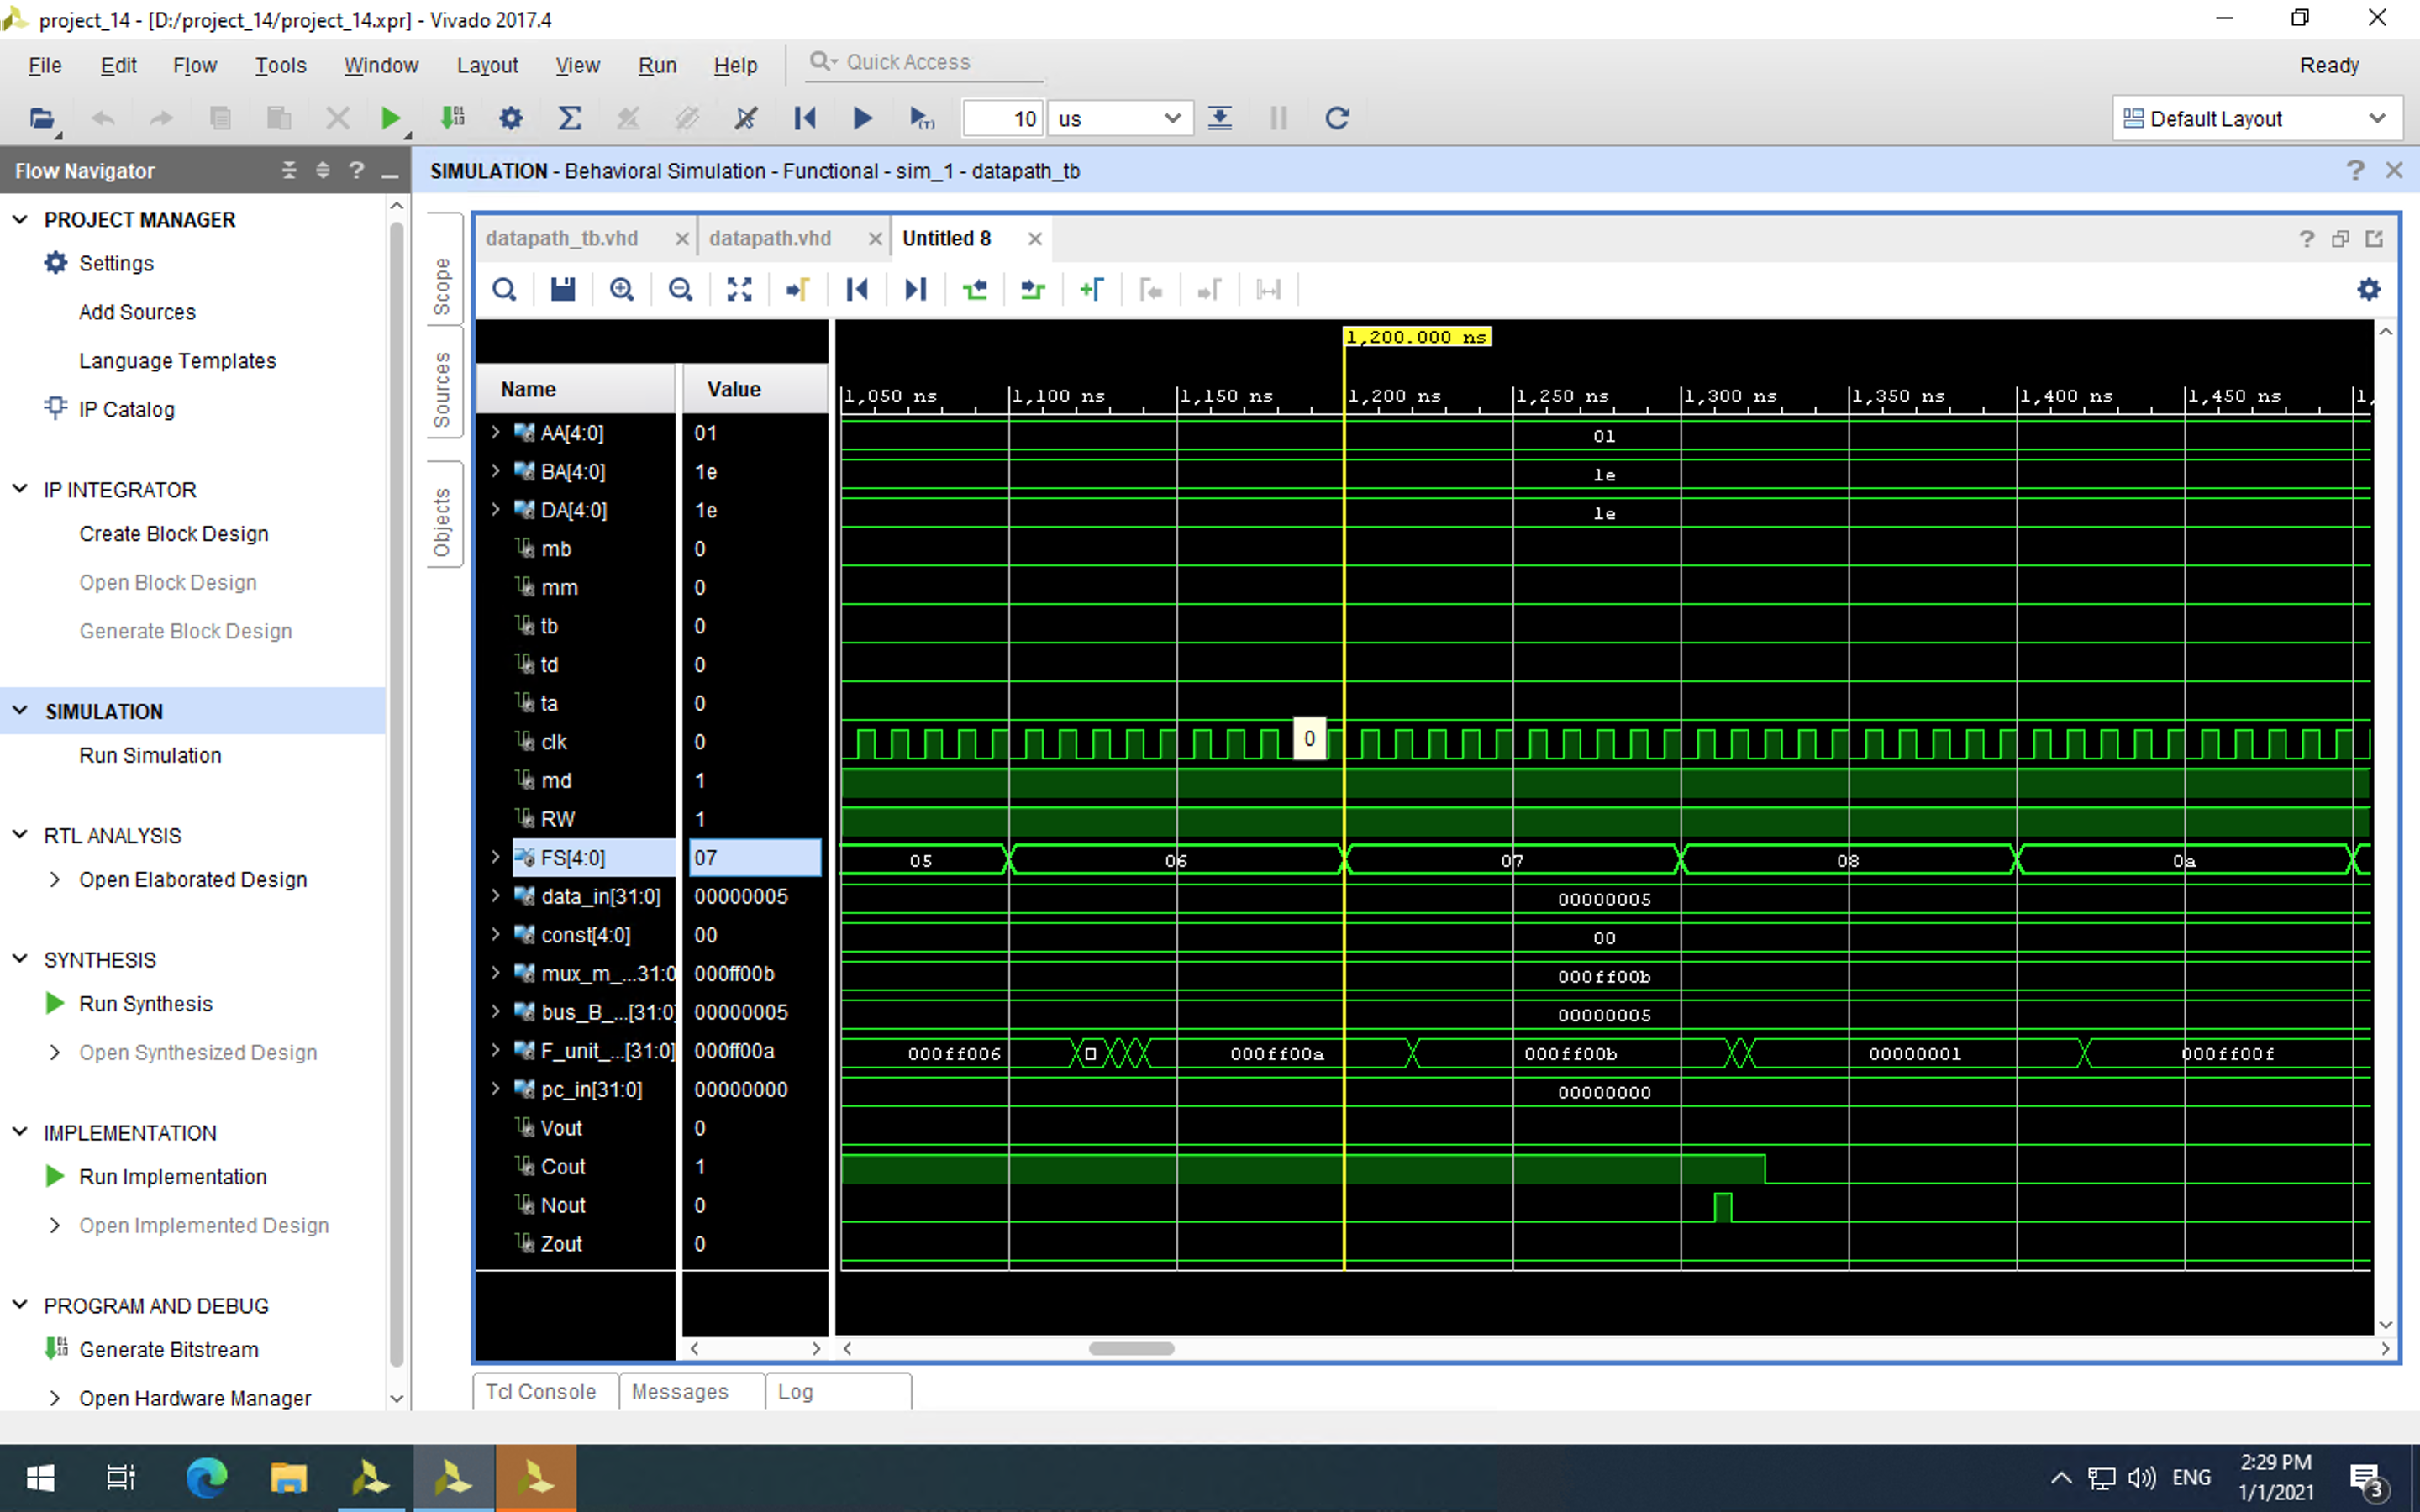 project_14 - [D:/project_14/project_14.xpr] - Vivado 2017.4
File Edit Flow Tools Window Layout View Run Help Quick Access Ready
10 us Default Layout
Flow Navigator
SIMULATION - Behavioral Simulation - Functional - sim_1 - datapath_tb
PROJECT MANAGER
Settings
Add Sources
Language Templates
IP Catalog
IP INTEGRATOR
Create Block Design
Open Block Design
Generate Block Design
SIMULATION
Run Simulation
RTL ANALYSIS
Open Elaborated Design
SYNTHESIS
Run Synthesis
Open Synthesized Design
IMPLEMENTATION
Run Implementation
Open Implemented Design
PROGRAM AND DEBUG
Generate Bitstream
Open Hardware Manager
Scope
Sources
Objects
datapath_tb.vhd datapath.vhd Untitled 8
1,200.000 ns
Name Value 1,050 ns 1,100 ns 1,150 ns 1,200 ns 1,250 ns 1,300 ns 1,350 ns 1,400 ns 1,450 ns 1,
AA[4:0] 01 01
BA[4:0] 1e 1e
DA[4:0] 1e 1e
mb 0
mm 0
tb 0
td 0
ta 0
clk 0 0
md 1
RW 1
FS[4:0] 07 05 06 07 08 0a
data_in[31:0] 00000005 00000005
const[4:0] 00 00
mux_m_...31:0 000ff00b 000ff00b
bus_B_...[31:0] 00000005 00000005
F_unit_...[31:0] 000ff00a 000ff006 000ff00a 000ff00b 00000001 000ff00f
pc_in[31:0] 00000000 00000000
Vout 0
Cout 1
Nout 0
Zout 0
Tcl Console Messages Log
ENG 2:29 PM
1/1/2021 3